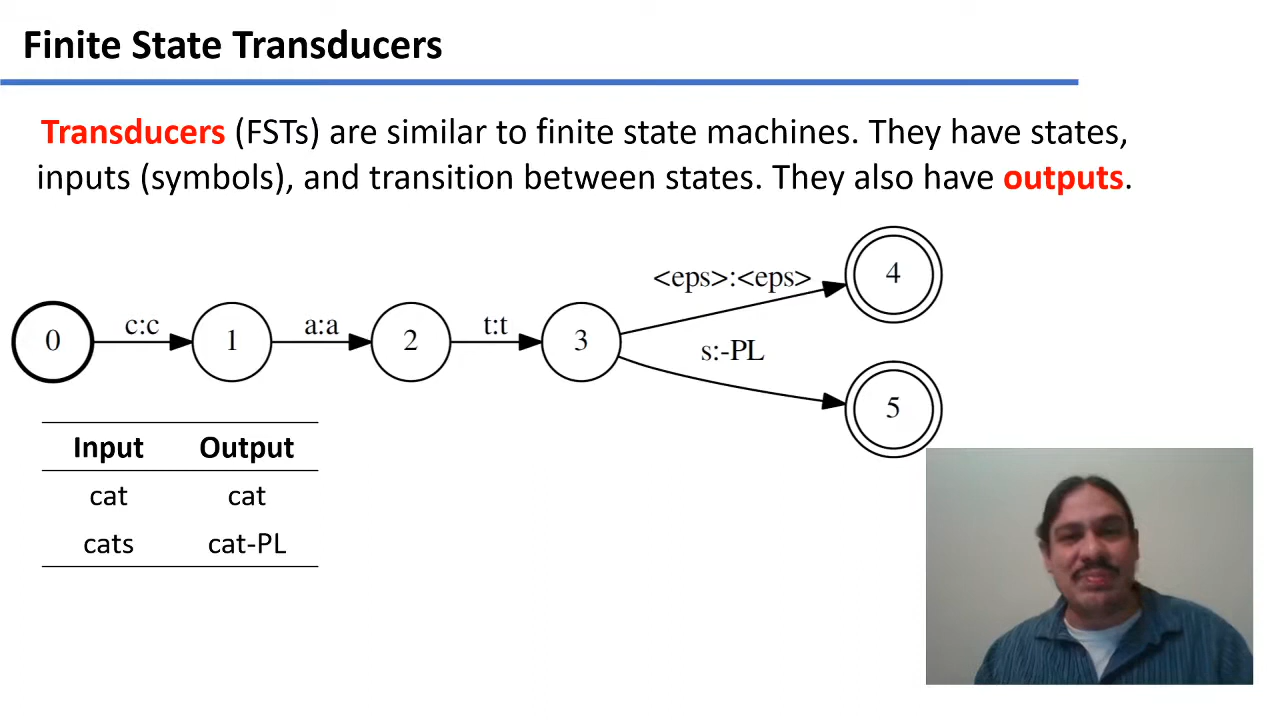 Finite State Transducers
Transducers (FSTs) are similar to finite state machines. They have states,
inputs (symbols), and transition between states. They also have outputs.
0 c:c 1 a:a 2 t:t 3
<eps>:<eps> 4
s:-PL 5
Input Output
cat cat
cats cat-PL